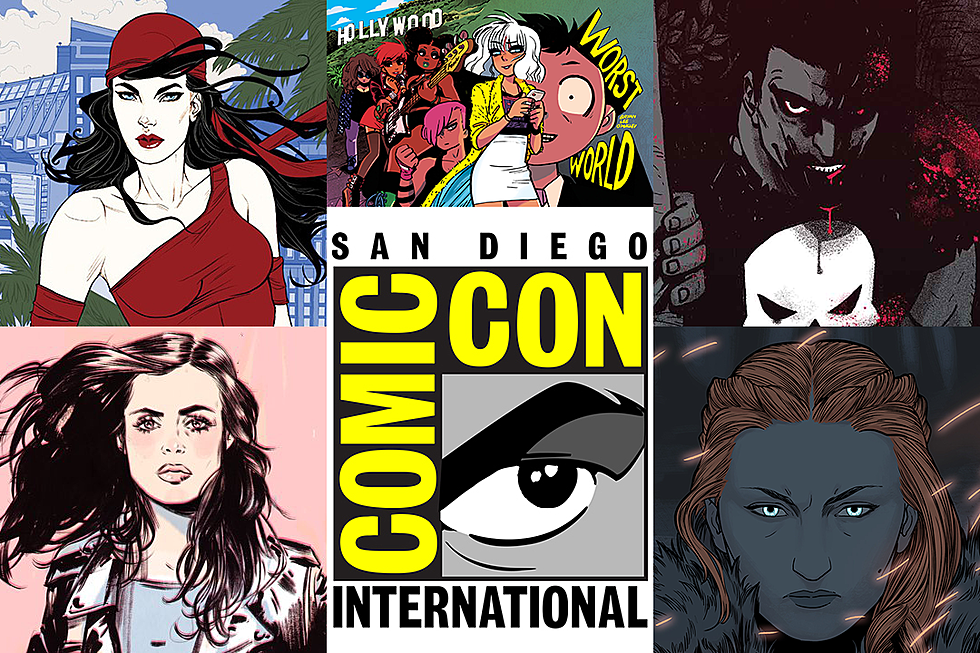 HOLLYWOOD
WORST
WORLD
SAN DIEGO
COMIC
CON
INTERNATIONAL